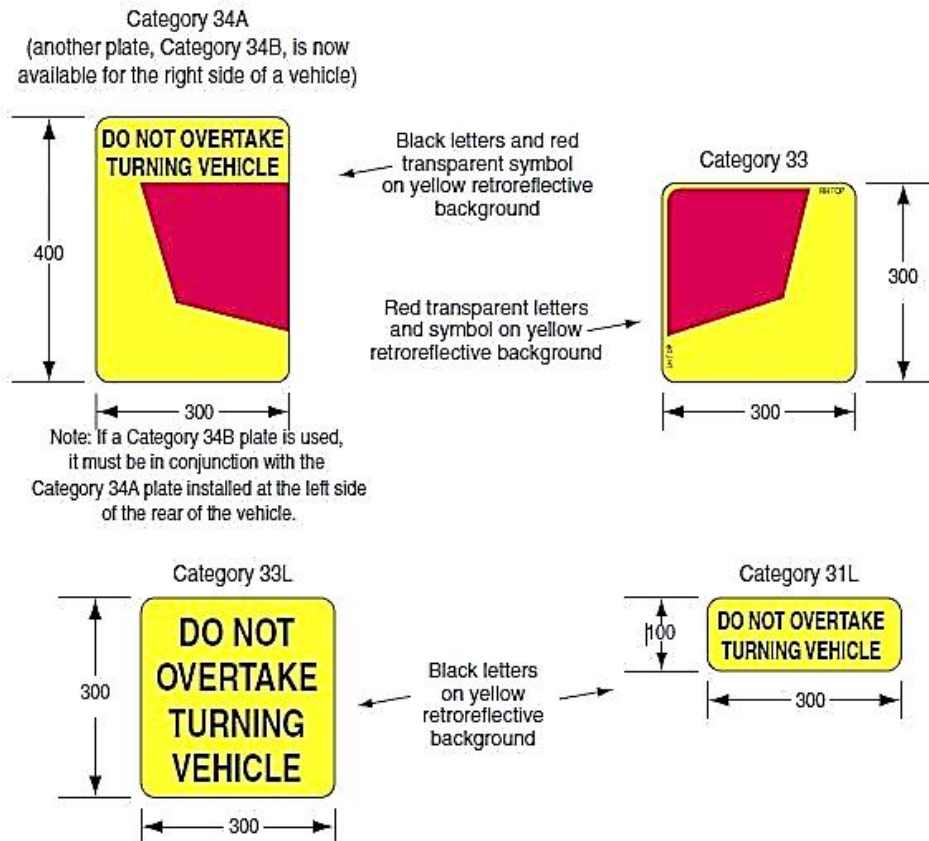 Category 34A
(another plate, Category 34B, is now
available for the right side of a vehicle)
DO NOT OVERTAKE
TURNING VEHICLE
400
300
Note: If a Category 34B plate is used,
it must be in conjunction with the
Category 34A plate installed at the left side
of the rear of the vehicle.
Black letters and red
transparent symbol
on yellow retroreflective
background
Category 33
RH TOP
LH TOP
300
300
Red transparent letters
and symbol on yellow
retroreflective background
Category 33L
DO NOT
OVERTAKE
TURNING
VEHICLE
300
300
Black letters
on yellow
retroreflective
background
Category 31L
DO NOT OVERTAKE
TURNING VEHICLE
100
300